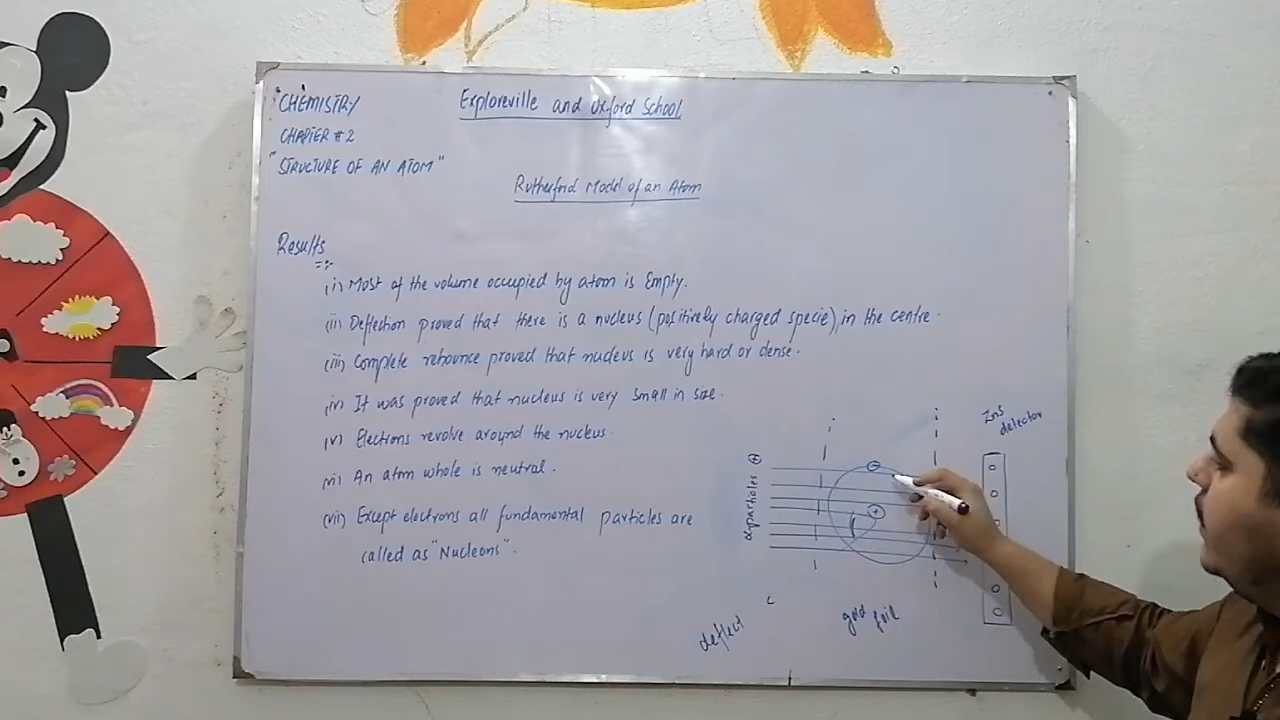 CHEMISTRY
Exploreville and Oxford School
CHAPTER # 2
"STRUCTURE OF AN ATOM"
Rutherford Model of an Atom
Results
(i) Most of the volume occupied by atom is Empty.
(ii) Deflection proved that there is a nucleus (positively charged specie), in the centre.
(iii) Complete rebounce proved that nucleus is very hard or dense.
(iv) It was proved that nucleus is very small in size.
(v) Electrons revolve around the nucleus.
(vi) An atom whole is neutral.
(vii) Except electrons all fundamental particles are
called as "Nucleons".
α-particles ⊕
ZnS
detector
gold foil
deflect